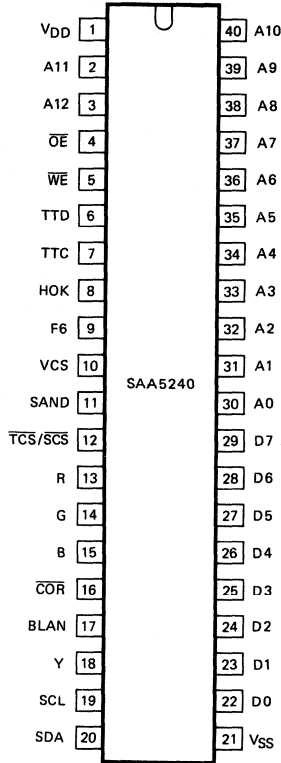 VDD 1 40 A10
A11 2 39 A9
A12 3 38 A8
OE 4 37 A7
WE 5 36 A6
TTD 6 35 A5
TTC 7 34 A4
HOK 8 33 A3
F6 9 32 A2
VCS 10 31 A1
SAA5240
SAND 11 30 A0
TCS/SCS 12 29 D7
R 13 28 D6
G 14 27 D5
B 15 26 D4
COR 16 25 D3
BLAN 17 24 D2
Y 18 23 D1
SCL 19 22 D0
SDA 20 21 VSS